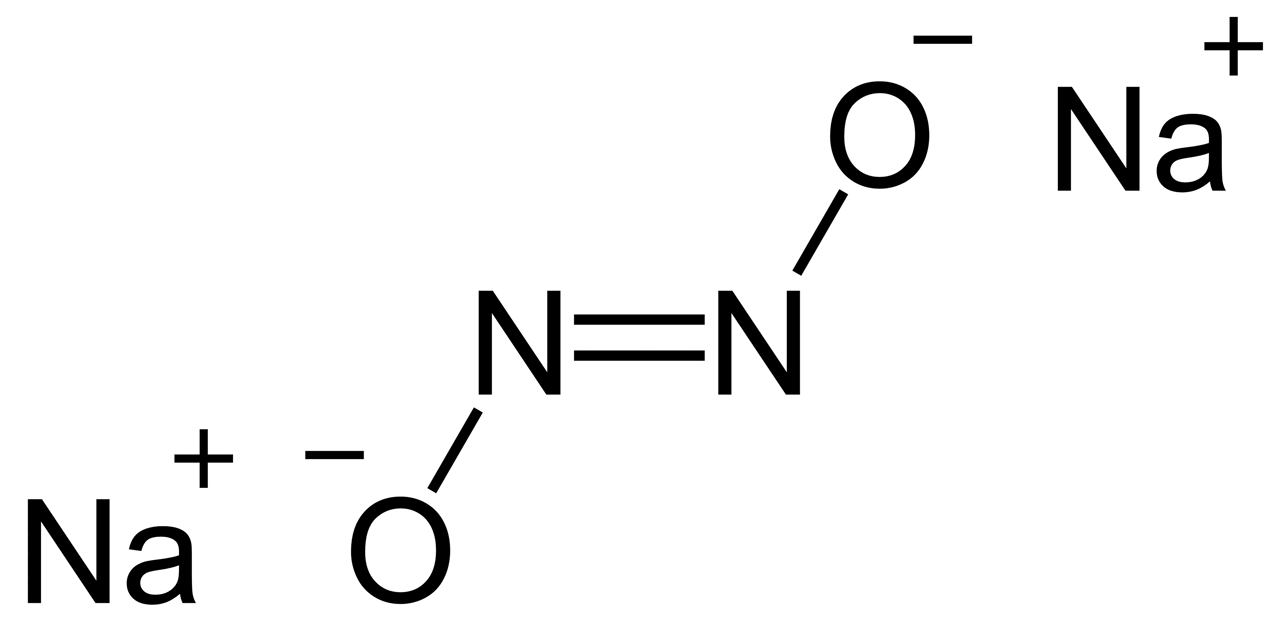 O⁻ Na⁺
N=N
Na⁺ ⁻O